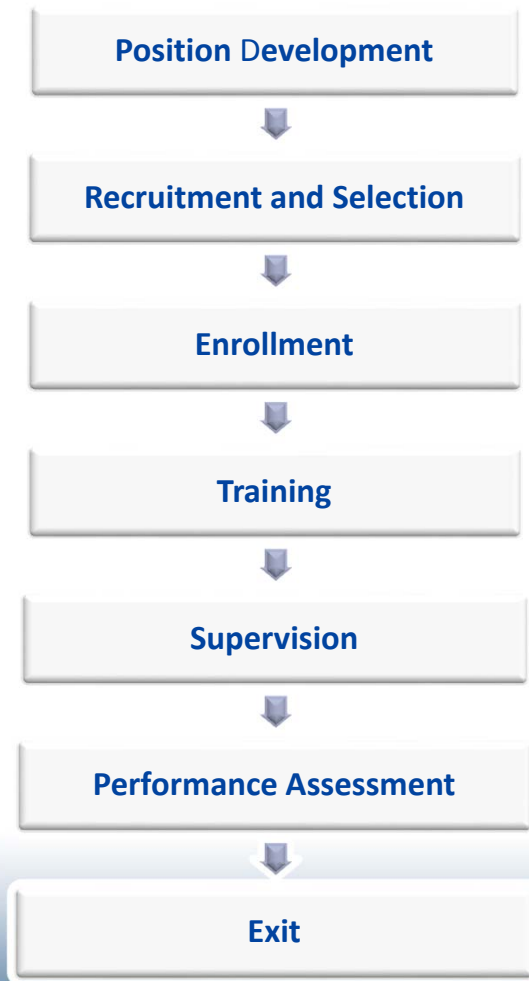 Position Development
Recruitment and Selection
Enrollment
Training
Supervision
Performance Assessment
Exit